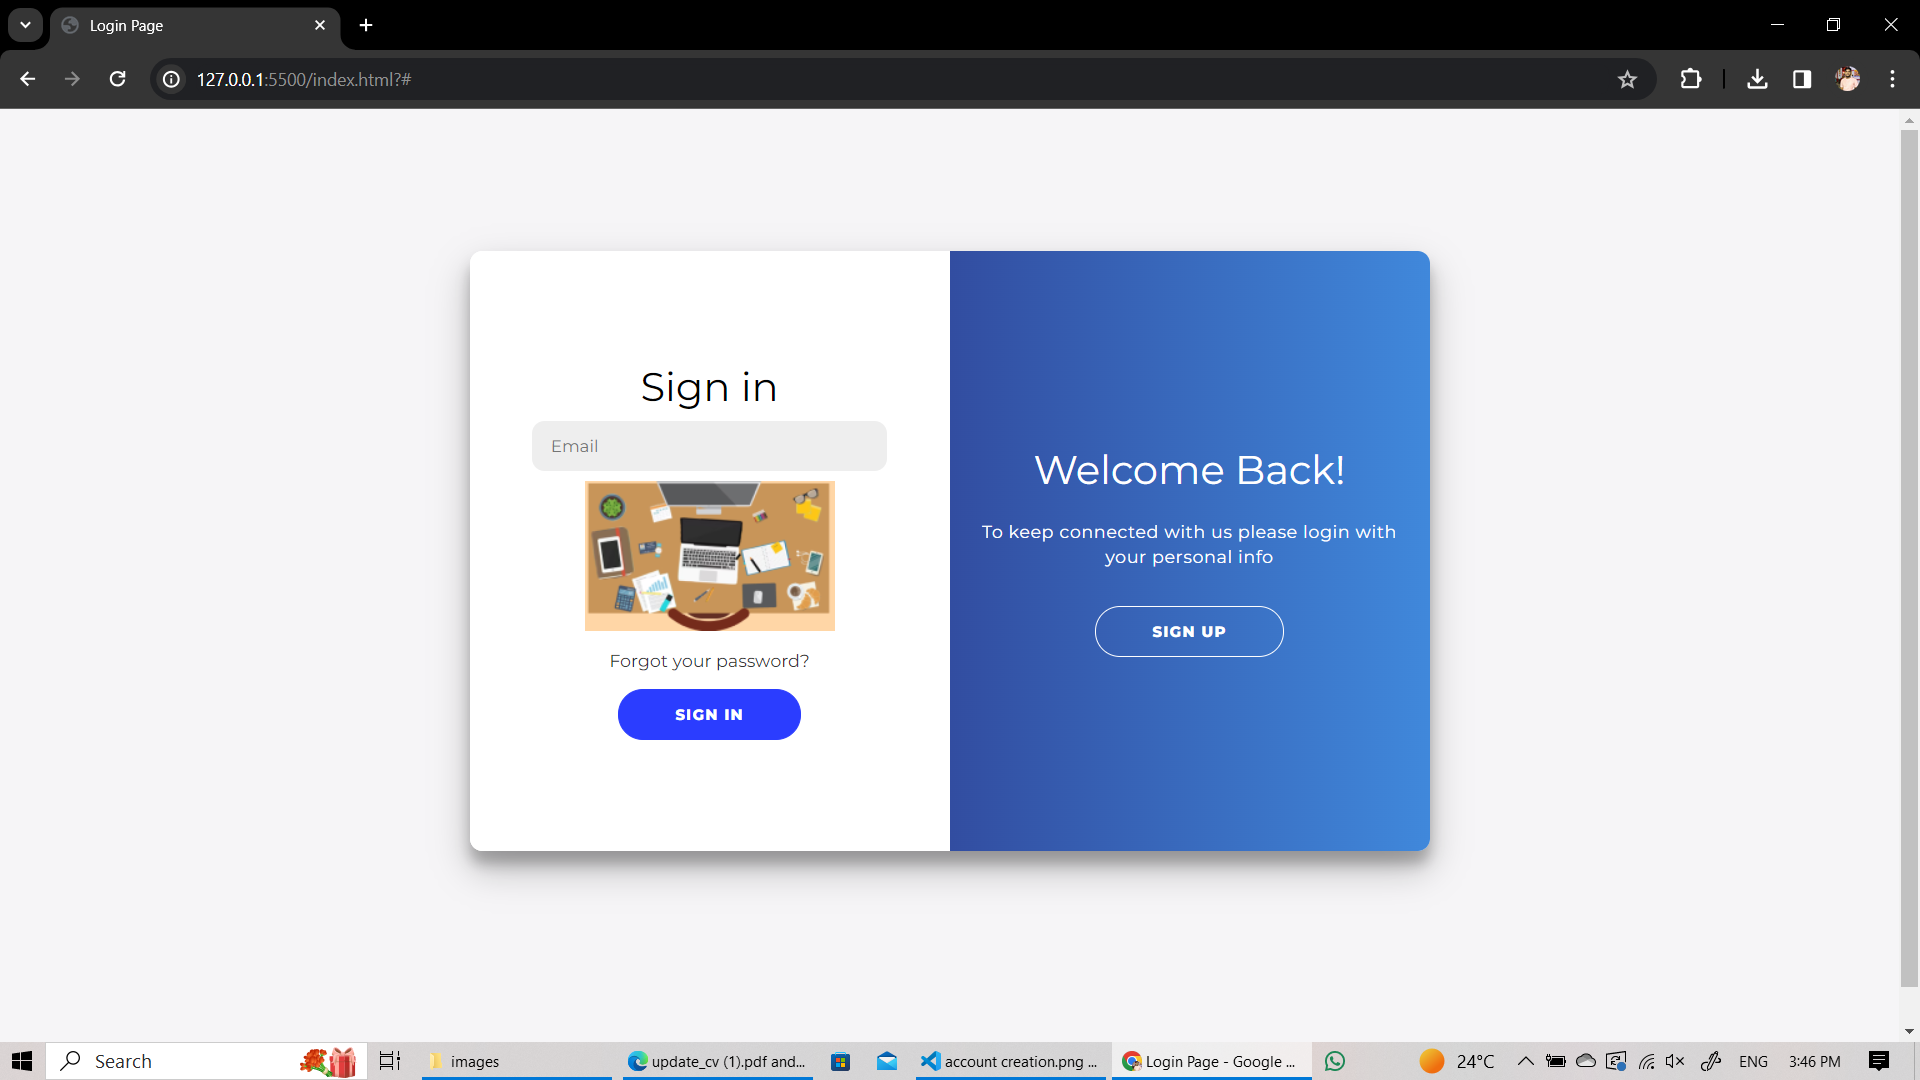 Login Page
127.0.0.1:5500/index.html?#
Sign in
Email
Forgot your password?
SIGN IN
Welcome Back!
To keep connected with us please login with
your personal info
SIGN UP
Search
images
update_cv (1).pdf and...
account creation.png ...
Login Page - Google ...
24°C
ENG
3:46 PM